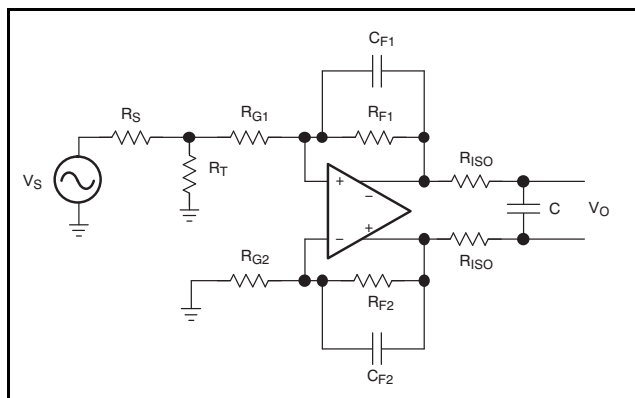 CF1
RS
RG1
RF1
RISO
RT
VS
+
−
C
VO
−
+
RG2
RISO
RF2
CF2